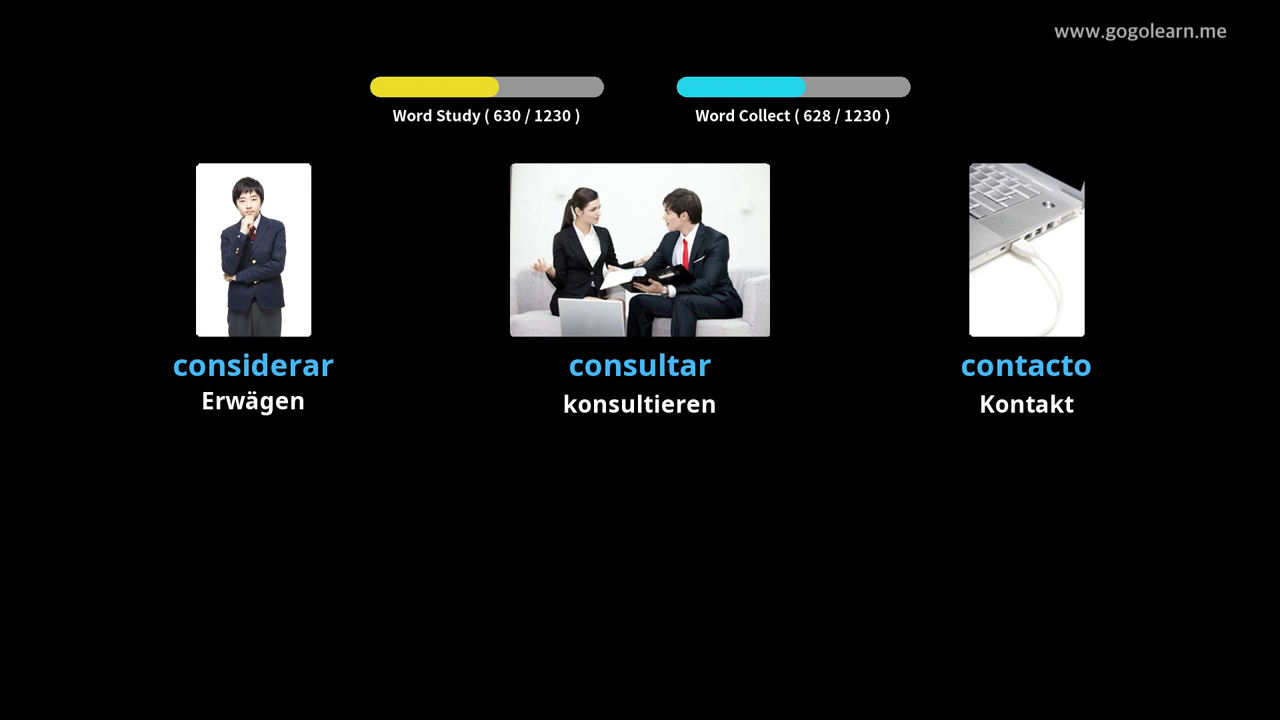 www.gogolearn.me
Word Study ( 630 / 1230 )
Word Collect ( 628 / 1230 )
considerar
Erwägen
consultar
konsultieren
contacto
Kontakt